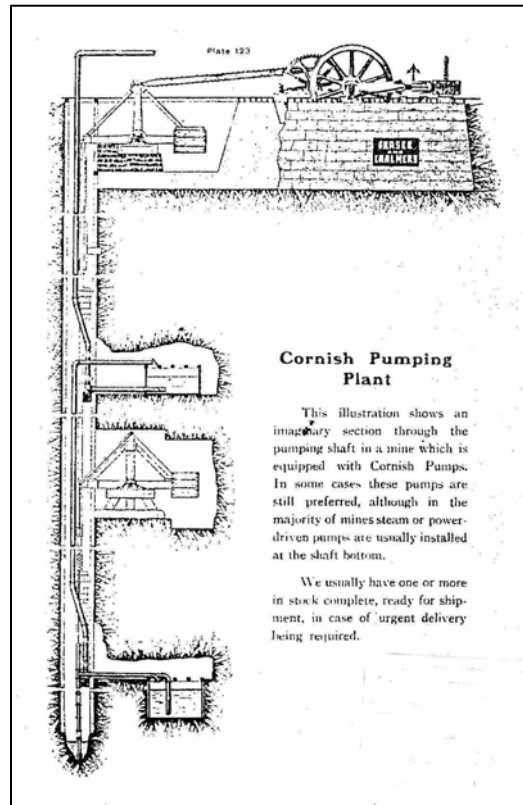 Plate 123
FRASER
AND
CHALMERS
Cornish Pumping
Plant
This illustration shows an
imaginary section through the
pumping shaft in a mine which is
equipped with Cornish Pumps.
In some cases these pumps are
still preferred, although in the
majority of mines steam or power-
driven pumps are usually installed
at the shaft bottom.
We usually have one or more
in stock complete, ready for ship-
ment, in case of urgent delivery
being required.